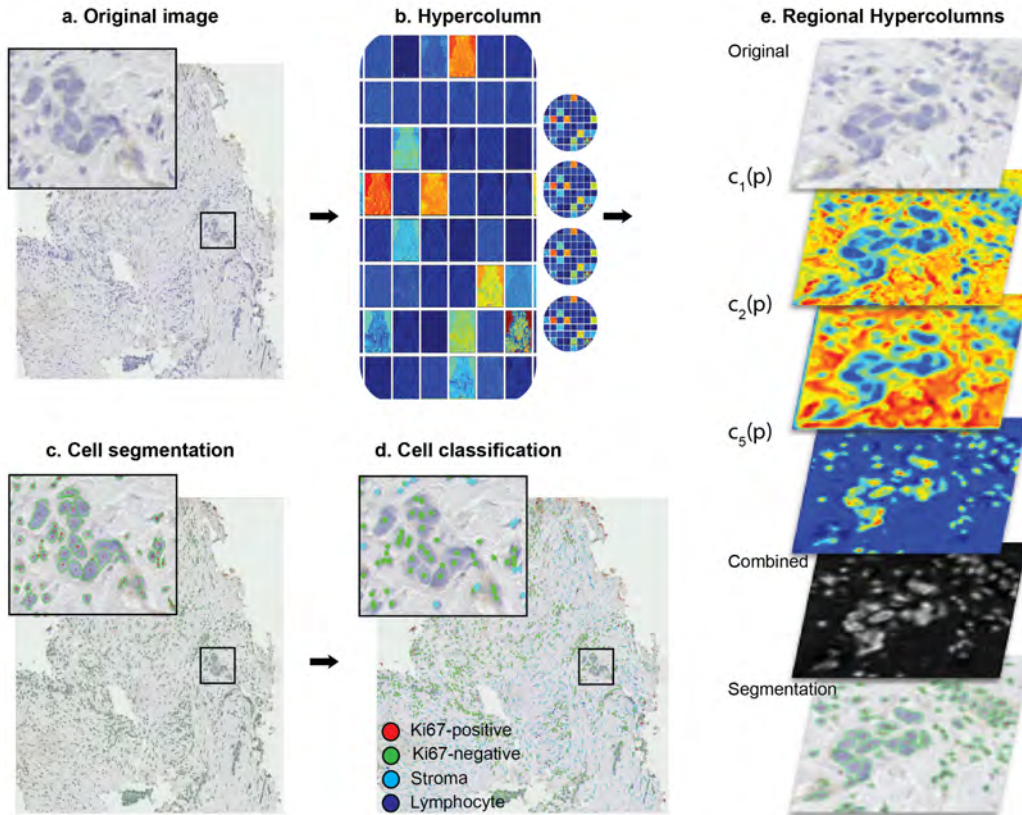 a. Original image
b. Hypercolumn
e. Regional Hypercolumns
Original
c₁(p)
c₂(p)
c₅(p)
c. Cell segmentation
d. Cell classification
Combined
Segmentation
Ki67-positive
Ki67-negative
Stroma
Lymphocyte